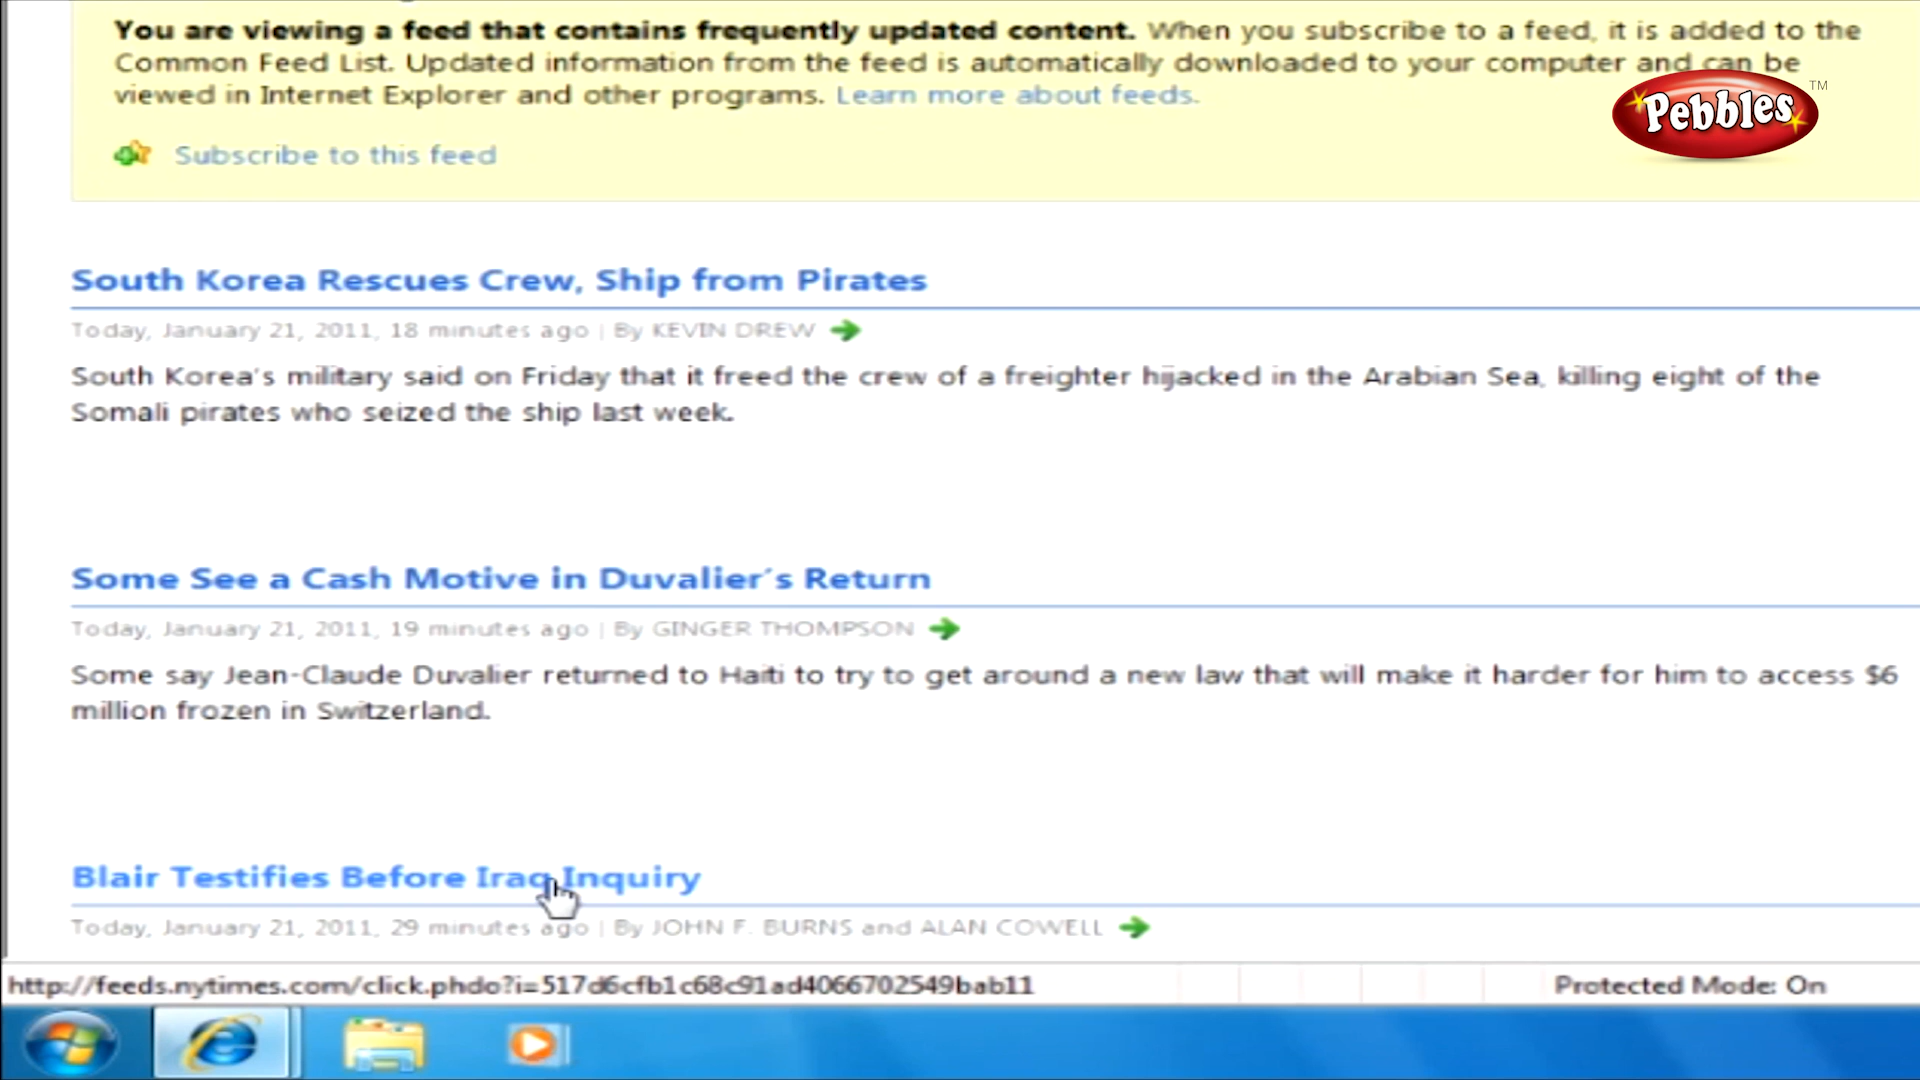 You are viewing a feed that contains frequently updated content. When you subscribe to a feed, it is added to the
Common Feed List. Updated information from the feed is automatically downloaded to your computer and can be
viewed in Internet Explorer and other programs. Learn more about feeds.
Pebbles TM
Subscribe to this feed
South Korea Rescues Crew, Ship from Pirates
Today, January 21, 2011, 18 minutes ago | By KEVIN DREW
South Korea's military said on Friday that it freed the crew of a freighter hijacked in the Arabian Sea, killing eight of the
Somali pirates who seized the ship last week.
Some See a Cash Motive in Duvalier´s Return
Today, January 21, 2011, 19 minutes ago | By GINGER THOMPSON
Some say Jean-Claude Duvalier returned to Haiti to try to get around a new law that will make it harder for him to access $6
million frozen in Switzerland.
Blair Testifies Before Iraq Inquiry
Today, January 21, 2011, 29 minutes ago | By JOHN F. BURNS and ALAN COWELL
http://feeds.nytimes.com/click.phdo?i=517d6cfb1c68c91ad4066702549bab11
Protected Mode: On